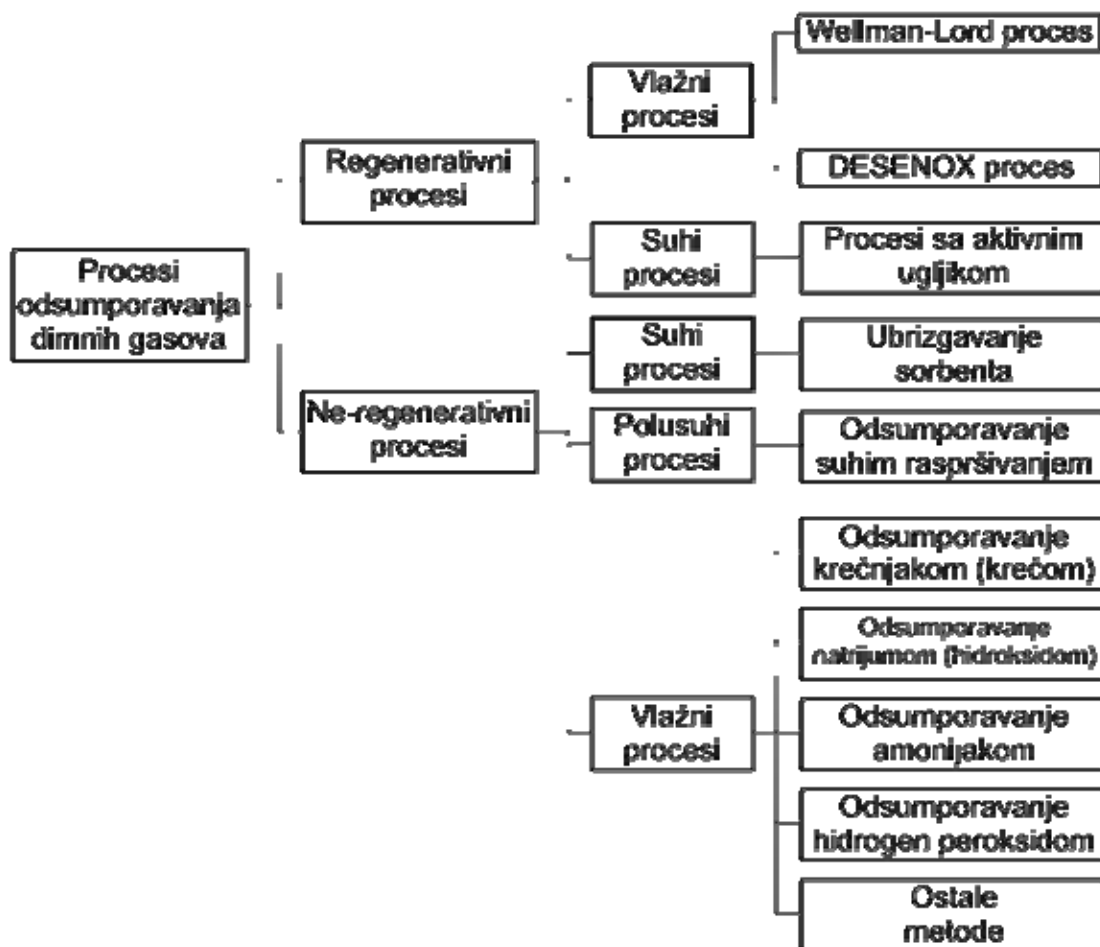 Wellman-Lord proces
Vlažni
procesi
Regenerativni
procesi
DESENOX proces
Suhi
procesi
Procesi sa aktivnim
ugljikom
Procesi
odsumporavanja
dimnih gasova
Suhi
procesi
Ubrizgavanje
sorbenta
Ne-regenerativni
procesi
Polusuhi
procesi
Odsumporavanje
suhim raspršivanjem
Odsumporavanje
krečnjakom (krečom)
Odsumporavanje
natrijumom (hidroksidom)
Vlažni
procesi
Odsumporavanje
amonijakom
Odsumporavanje
hidrogen peroksidom
Ostale
metode